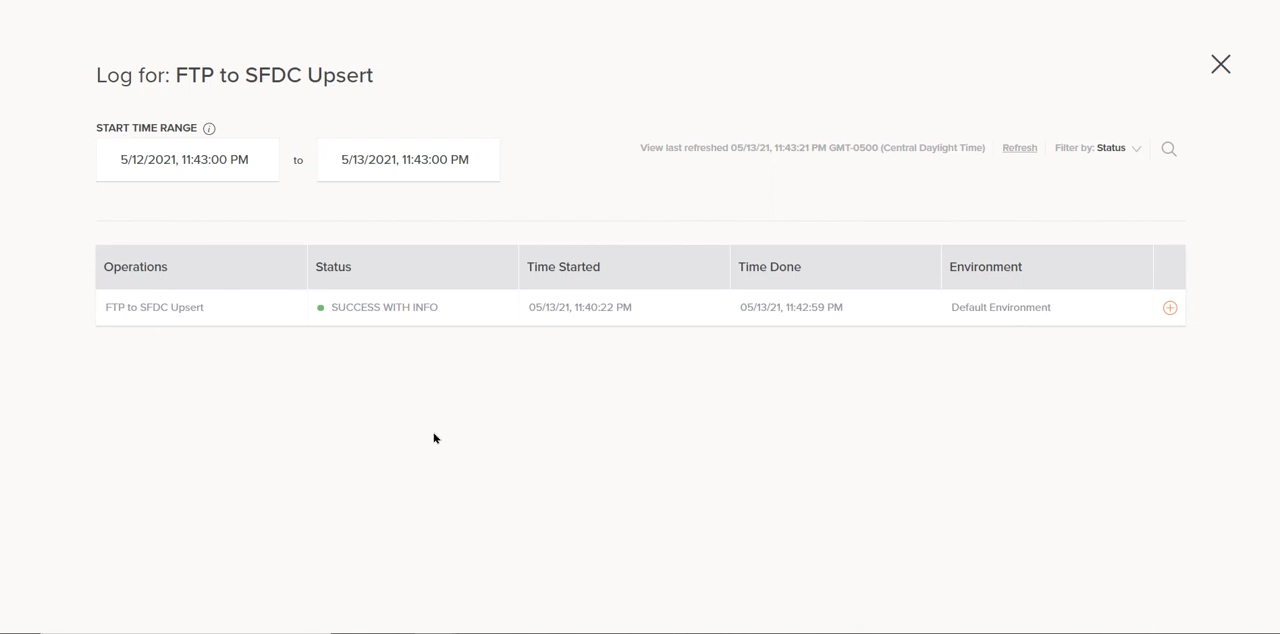 Log for: FTP to SFDC Upsert
START TIME RANGE
5/12/2021, 11:43:00 PM to 5/13/2021, 11:43:00 PM
View last refreshed 05/13/21, 11:43:21 PM GMT-0500 (Central Daylight Time) Refresh Filter by: Status
Operations Status Time Started Time Done Environment
FTP to SFDC Upsert SUCCESS WITH INFO 05/13/21, 11:40:22 PM 05/13/21, 11:42:59 PM Default Environment